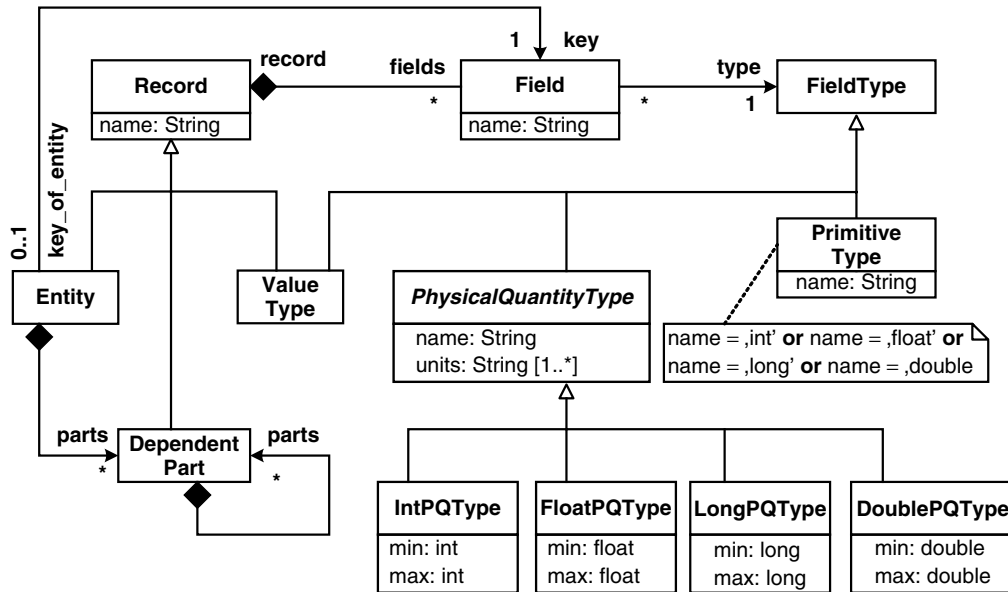 1
key
record
fields
type
Record
name: String
*
Field
name: String
*
1
FieldType
0..1
key_of_entity
Entity
Value
Type
PhysicalQuantityType
name: String
units: String [1..*]
Primitive
Type
name: String
name = ‚int’ or name = ‚float’ or
name = ‚long’ or name = ‚double
parts
*
Dependent
Part
parts
*
IntPQType
min: int
max: int
FloatPQType
min: float
max: float
LongPQType
min: long
max: long
DoublePQType
min: double
max: double